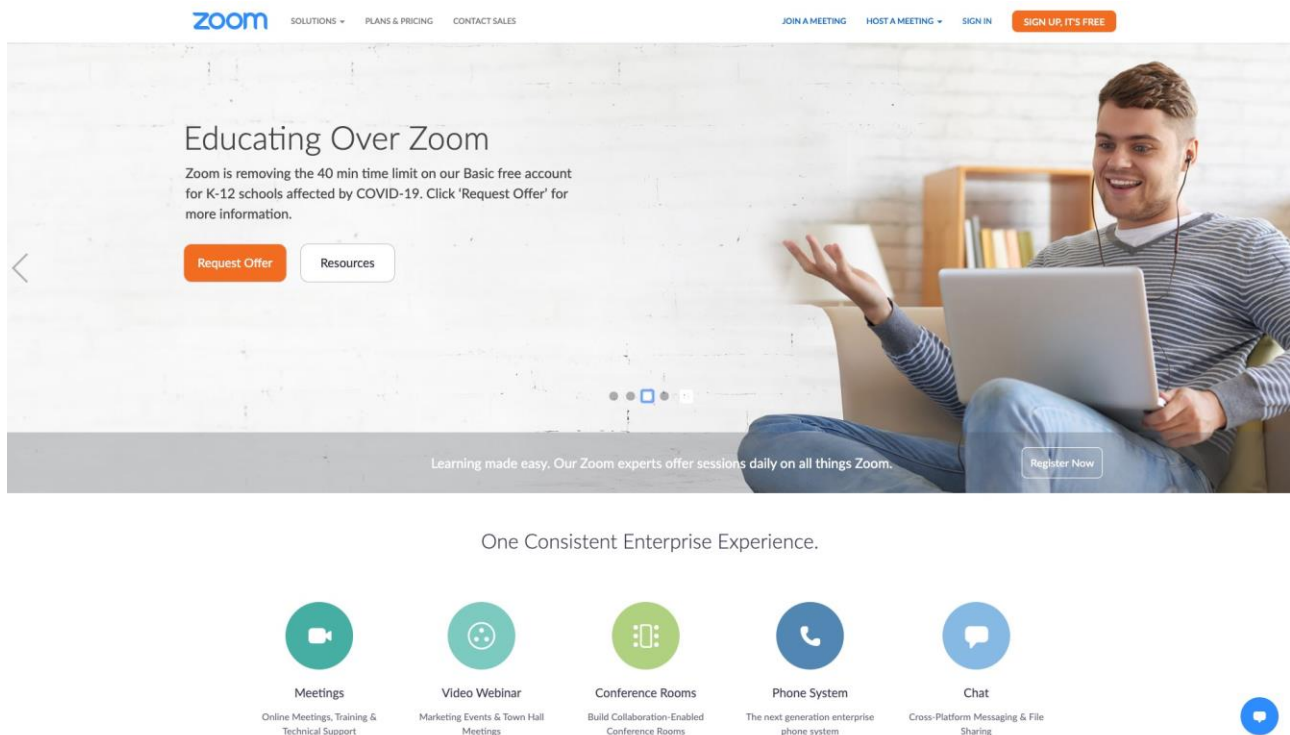 zoom SOLUTIONS PLANS & PRICING CONTACT SALES JOIN A MEETING HOST A MEETING SIGN IN SIGN UP, IT'S FREE
Educating Over Zoom
Zoom is removing the 40 min time limit on our Basic free account
for K-12 schools affected by COVID-19. Click 'Request Offer' for
more information.
Request Offer Resources
Learning made easy. Our Zoom experts offer sessions daily on all things Zoom. Register Now
One Consistent Enterprise Experience.
Meetings Video Webinar Conference Rooms Phone System Chat
Online Meetings, Training & Marketing Events & Town Hall Build Collaboration-Enabled The next generation enterprise Cross-Platform Messaging & File
Technical Support Meetings Conference Rooms phone system Sharing